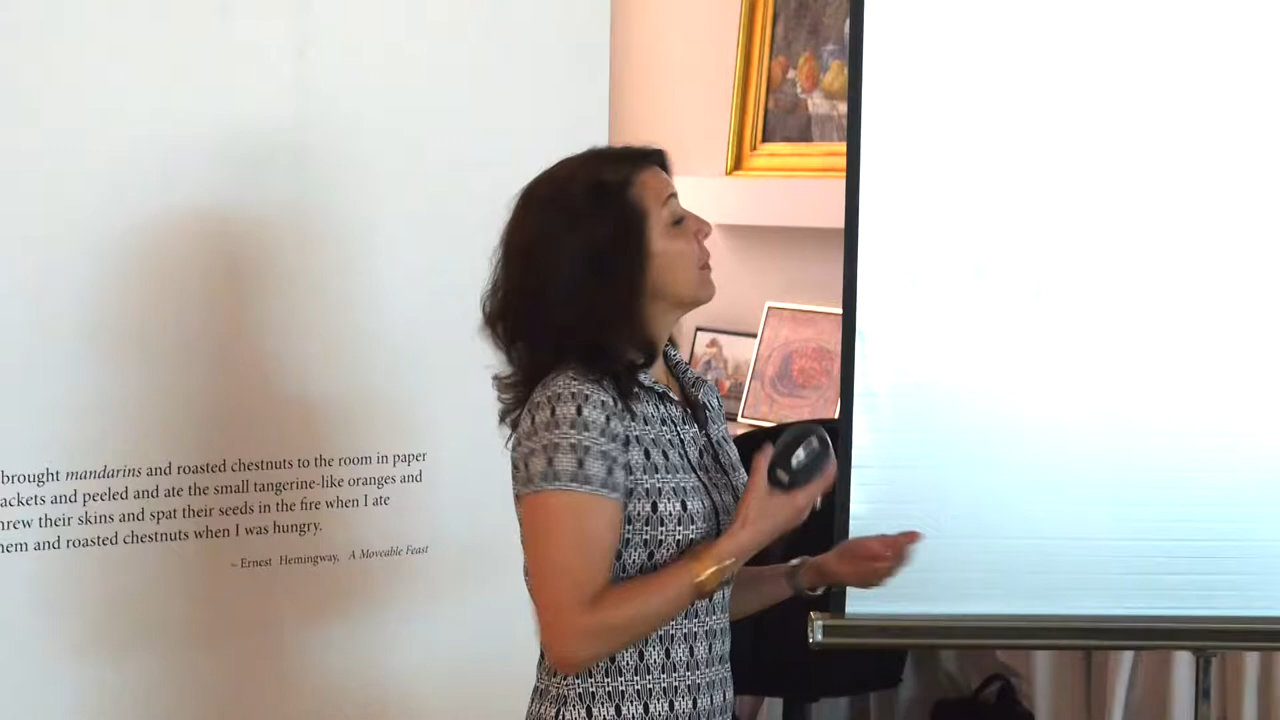 brought mandarins and roasted chestnuts to the room in paper
ackets and peeled and ate the small tangerine-like oranges and
hrew their skins and spat their seeds in the fire when I ate
hem and roasted chestnuts when I was hungry.
~ Ernest Hemingway, A Moveable Feast